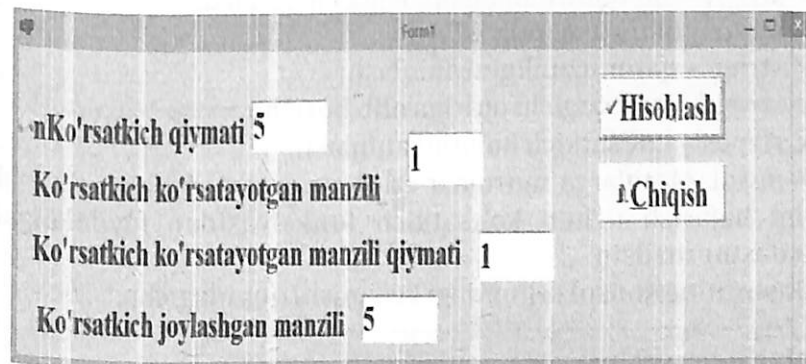 Form1
nKo'rsatkich qiymati 5
✓Hisoblash
1
Ko'rsatkich ko'rsatayotgan manzili
Chiqish
Ko'rsatkich ko'rsatayotgan manzili qiymati 1
Ko'rsatkich joylashgan manzili 5